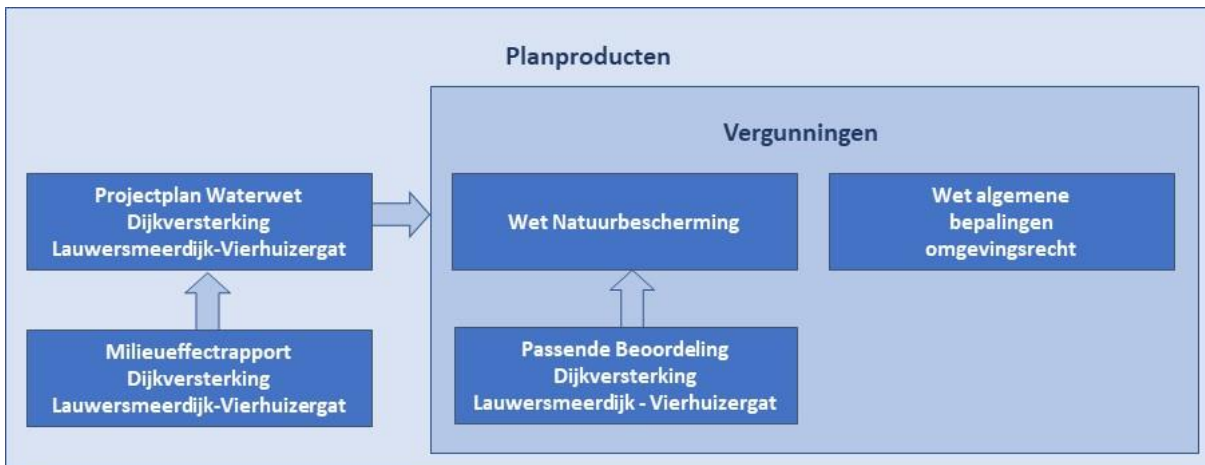 Planproducten
Vergunningen
Projectplan Waterwet
Dijkversterking
Lauwersmeerdijk-Vierhuizergat
Wet Natuurbescherming
Wet algemene
bepalingen
omgevingsrecht
Milieueffectrapport
Dijkversterking
Lauwersmeerdijk-Vierhuizergat
Passende Beoordeling
Dijkversterking
Lauwersmeerdijk - Vierhuizergat